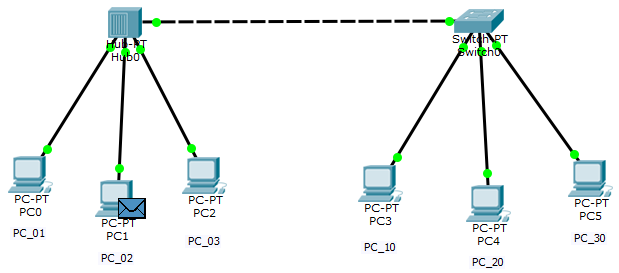 Hub-PT
Hub0
Switch-PT
Switch0
PC-PT
PC0
PC_01
PC-PT
PC1
PC_02
PC-PT
PC2
PC_03
PC-PT
PC3
PC_10
PC-PT
PC4
PC_20
PC-PT
PC5
PC_30